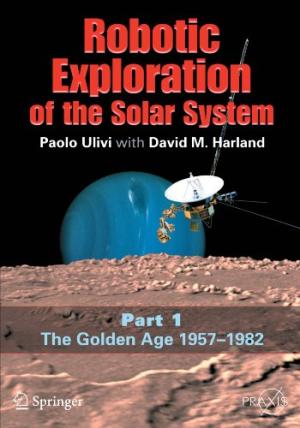 Robotic
Exploration
of the Solar System
Paolo Ulivi with David M. Harland
Part 1
The Golden Age 1957–1982
Springer
PRAXIS